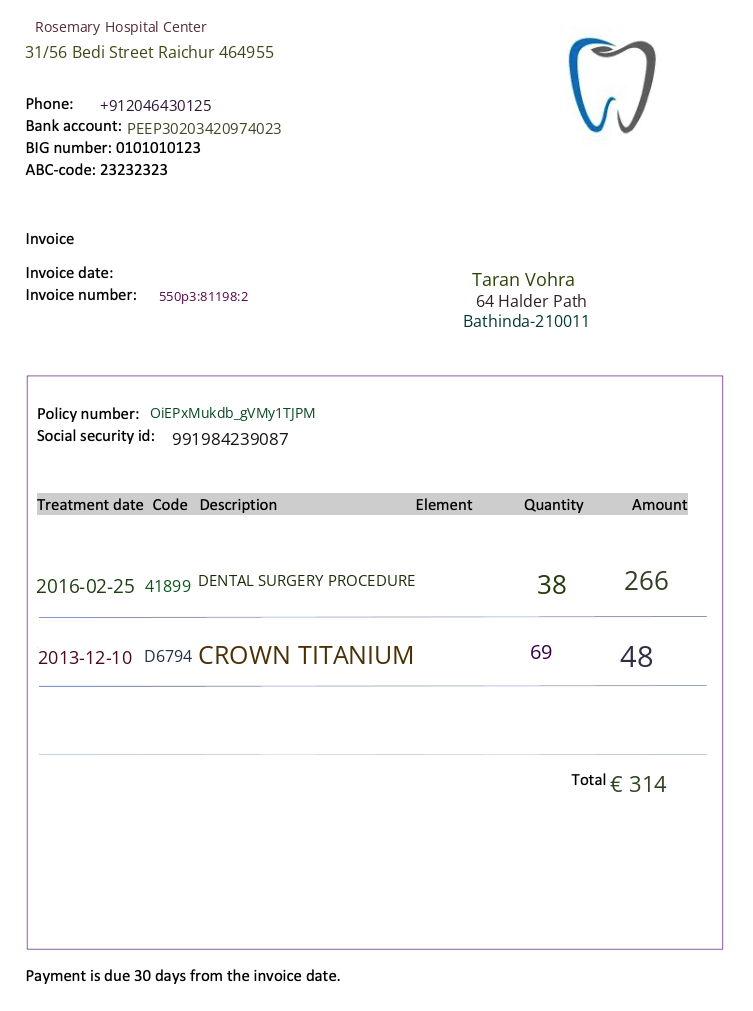 Rosemary Hospital Center
31/56 Bedi Street Raichur 464955
Phone: +912046430125
Bank account: PEEP30203420974023
BIG number: 0101010123
ABC-code: 23232323
Invoice
Invoice date:
Invoice number: 550p3:81198:2
Taran Vohra
64 Halder Path
Bathinda-210011
Policy number: OiEPxMukdb_gVMy1TJPM
Social security id: 991984239087
Treatment date Code Description Element Quantity Amount
2016-02-25 41899 DENTAL SURGERY PROCEDURE 38 266
2013-12-10 D6794 CROWN TITANIUM 69 48
Total € 314
Payment is due 30 days from the invoice date.